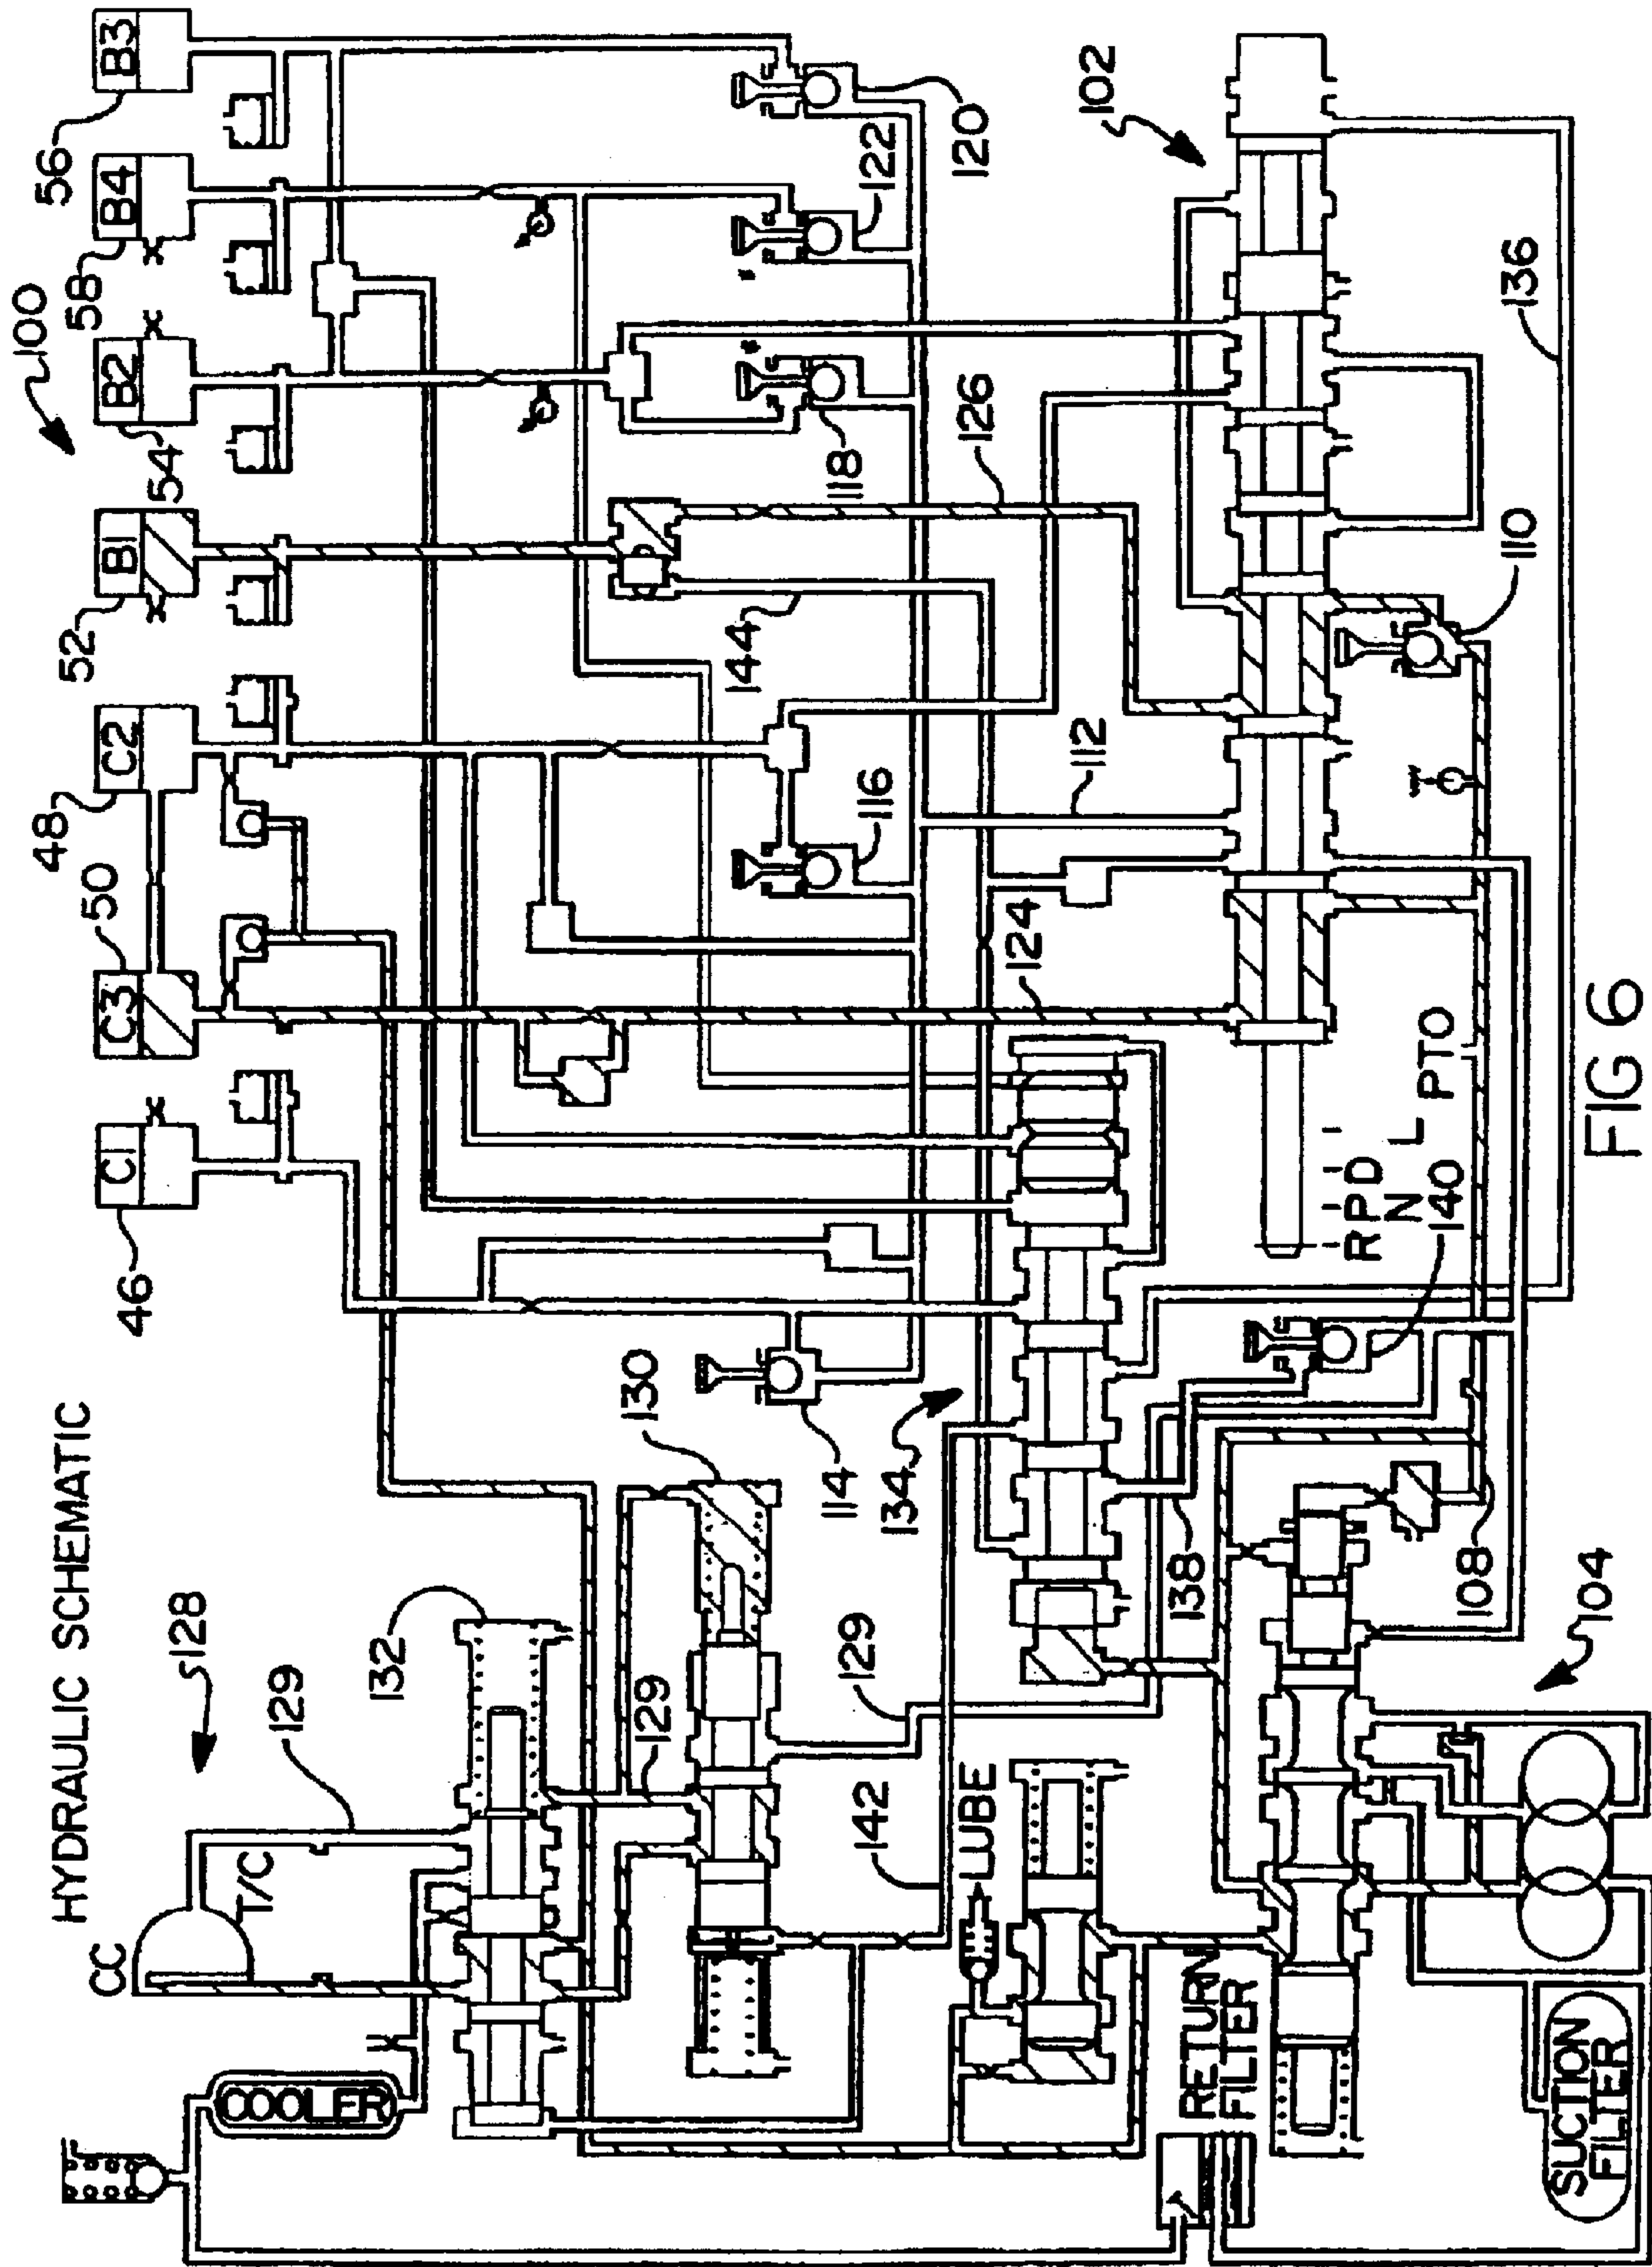 HYDRAULIC SCHEMATIC
100
46
C1
50
C3
48
C2
52
B1
54
B2
58
B4
56
B3
128
129
CC
T/C
COOLER
132
130
129
129
114
134
142
LUBE
124
116
112
144
126
118
122
120
102
110
136
138
140
108
104
R P D L PTO
N
RETURN
FILTER
SUCTION
FILTER
FIG 6